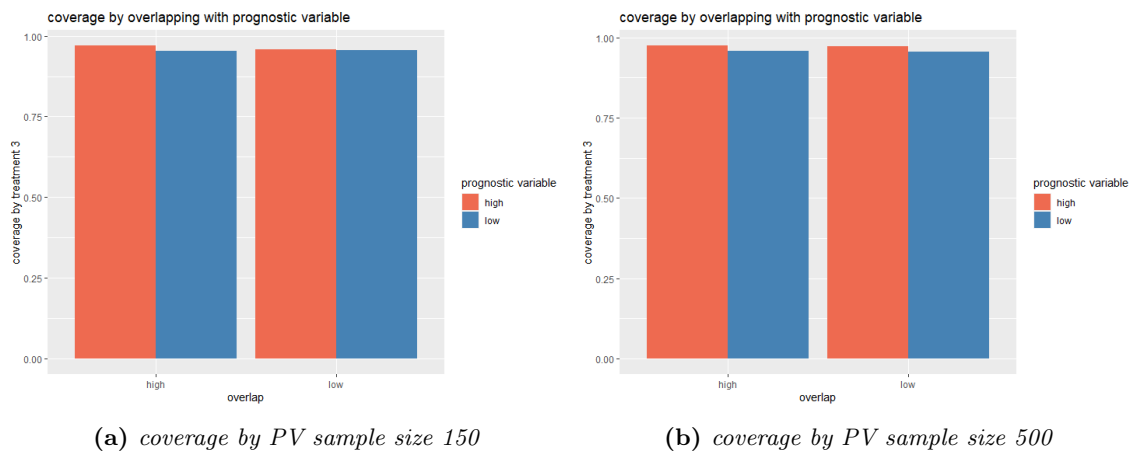 coverage by overlapping with prognostic variable
1.00
0.75
0.50
0.25
0.00
coverage by treatment 3
high
low
overlap
prognostic variable
high
low
(a) coverage by PV sample size 150
coverage by overlapping with prognostic variable
1.00
0.75
0.50
0.25
0.00
coverage by treatment 3
high
low
overlap
prognostic variable
high
low
(b) coverage by PV sample size 500